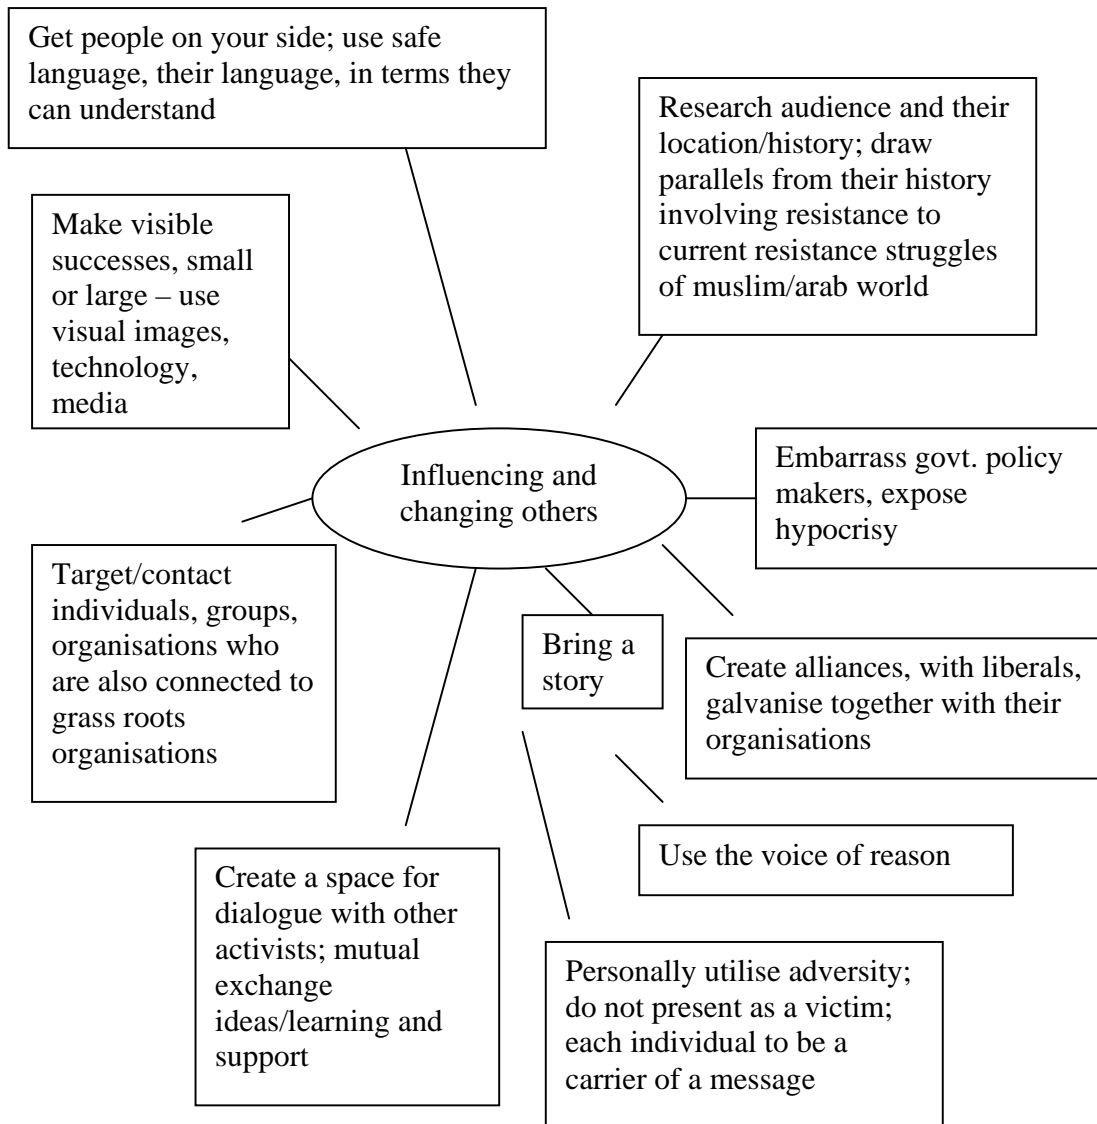 Get people on your side; use safe
language, their language, in terms they
can understand
Research audience and their
location/history; draw
parallels from their history
involving resistance to
current resistance struggles
of muslim/arab world
Make visible
successes, small
or large – use
visual images,
technology,
media
Influencing and
changing others
Embarrass govt. policy
makers, expose
hypocrisy
Target/contact
individuals, groups,
organisations who
are also connected to
grass roots
organisations
Bring a
story
Create alliances, with liberals,
galvanise together with their
organisations
Use the voice of reason
Create a space for
dialogue with other
activists; mutual
exchange
ideas/learning and
support
Personally utilise adversity;
do not present as a victim;
each individual to be a
carrier of a message